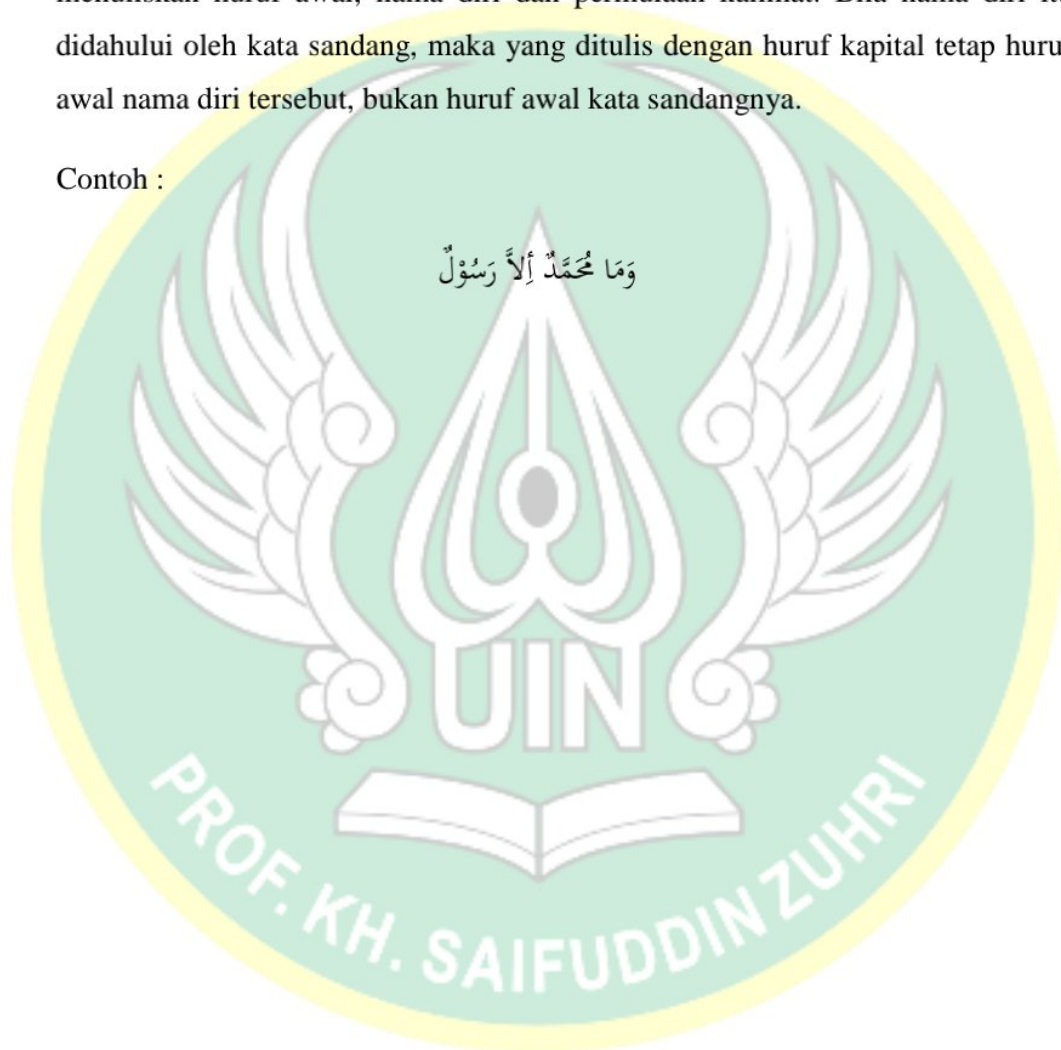 didahului oleh kata sandang, maka yang ditulis dengan huruf kapital tetap
awal nama diri tersebut, bukan huruf awal kata sandangnya.
Contoh :
وَمَا مُحَمَّدٌ أِلاَّ رَسُوْلٌ
UIN
PROF. KH. SAIFUDDIN ZUHRI